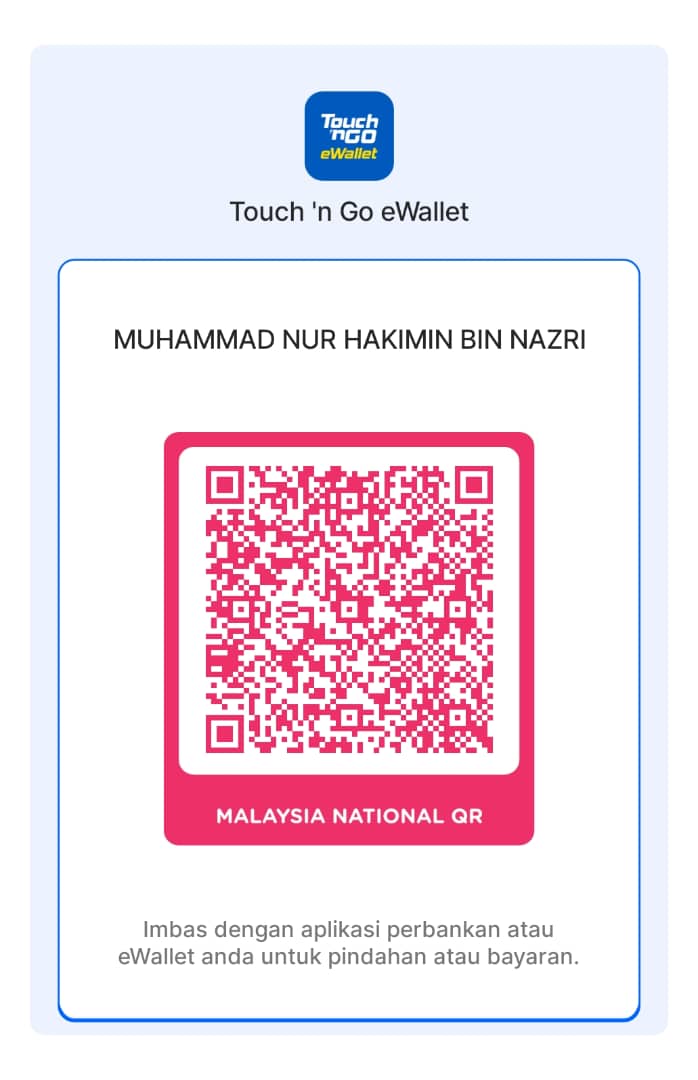 Touch
'nGO
eWallet
Touch 'n Go eWallet
MUHAMMAD NUR HAKIMIN BIN NAZRI
MALAYSIA NATIONAL QR
Imbas dengan aplikasi perbankan atau
eWallet anda untuk pindahan atau bayaran.